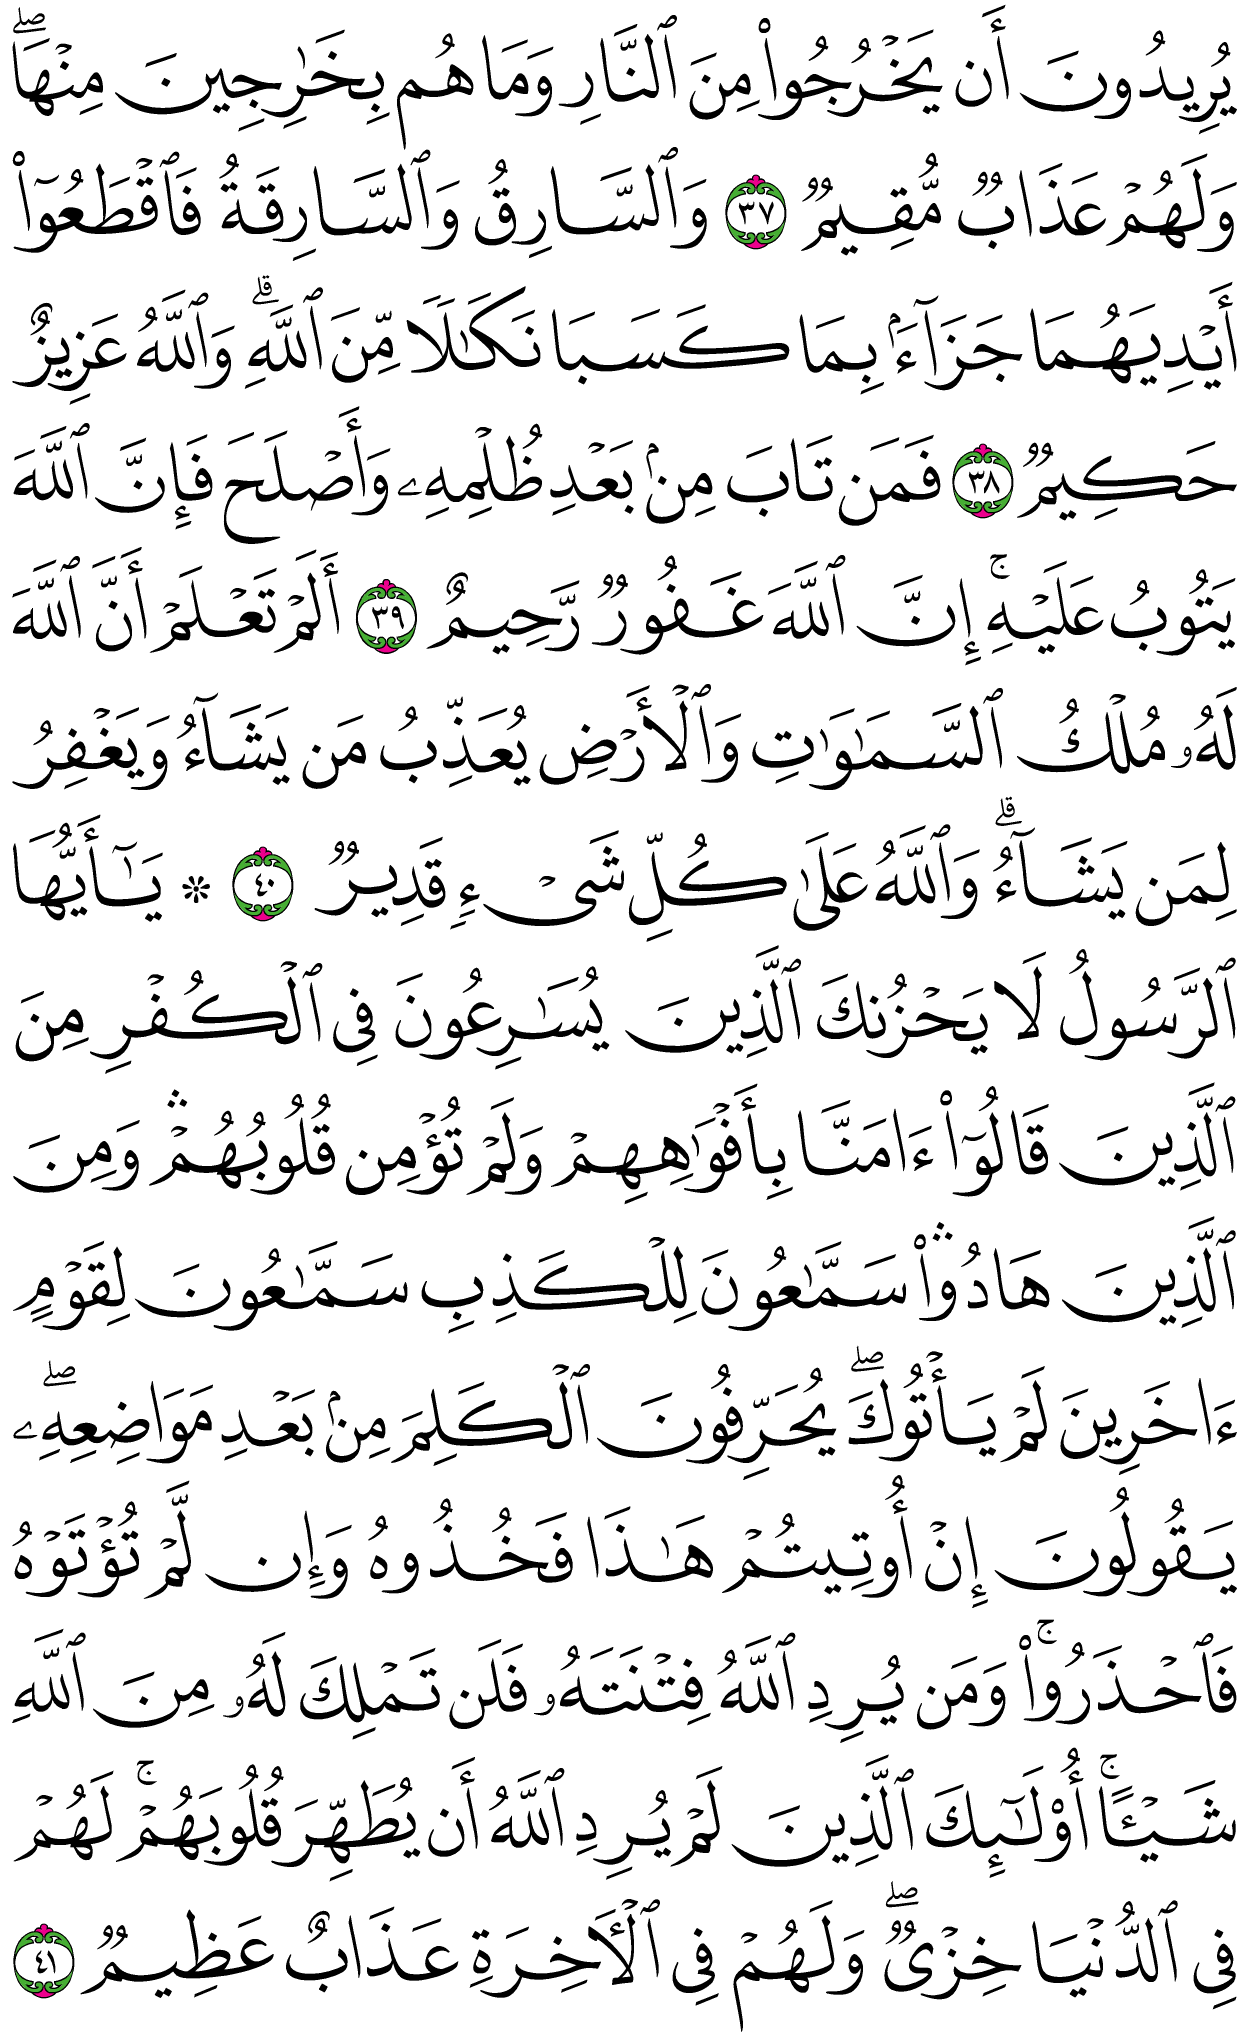 يُرِيدُونَ أَن يَخۡرُجُواْ مِنَ ٱلنَّارِ وَمَا هُم بِخَٰرِجِينَ مِنۡهَاۖ
وَلَهُمۡ عَذَابٞ مُّقِيمٞ ٣٧ وَٱلسَّارِقُ وَٱلسَّارِقَةُ فَٱقۡطَعُوٓاْ
أَيۡدِيَهُمَا جَزَآءَۢ بِمَا كَسَبَا نَكَٰلٗا مِّنَ ٱللَّهِۗ وَٱللَّهُ عَزِيزٌ
حَكِيمٞ ٣٨ فَمَن تَابَ مِنۢ بَعۡدِ ظُلۡمِهِۦ وَأَصۡلَحَ فَإِنَّ ٱللَّهَ
يَتُوبُ عَلَيۡهِۚ إِنَّ ٱللَّهَ غَفُورٞ رَّحِيمٌ ٣٩ أَلَمۡ تَعۡلَمۡ أَنَّ ٱللَّهَ
لَهُۥ مُلۡكُ ٱلسَّمَٰوَٰتِ وَٱلۡأَرۡضِ يُعَذِّبُ مَن يَشَآءُ وَيَغۡفِرُ
لِمَن يَشَآءُۗ وَٱللَّهُ عَلَىٰ كُلِّ شَيۡءٖ قَدِيرٞ ٤٠ ۞ يَٰٓأَيُّهَا
ٱلرَّسُولُ لَا يَحۡزُنكَ ٱلَّذِينَ يُسَٰرِعُونَ فِي ٱلۡكُفۡرِ مِنَ
ٱلَّذِينَ قَالُوٓاْ ءَامَنَّا بِأَفۡوَٰهِهِمۡ وَلَمۡ تُؤۡمِن قُلُوبُهُمۡۛ وَمِنَ
ٱلَّذِينَ هَادُواْۛ سَمَّٰعُونَ لِلۡكَذِبِ سَمَّٰعُونَ لِقَوۡمٍ
ءَاخَرِينَ لَمۡ يَأۡتُوكَۖ يُحَرِّفُونَ ٱلۡكَلِمَ مِنۢ بَعۡدِ مَوَاضِعِهِۦۖ
يَقُولُونَ إِنۡ أُوتِيتُمۡ هَٰذَا فَخُذُوهُ وَإِن لَّمۡ تُؤۡتَوۡهُ
فَٱحۡذَرُواْۚ وَمَن يُرِدِ ٱللَّهُ فِتۡنَتَهُۥ فَلَن تَمۡلِكَ لَهُۥ مِنَ ٱللَّهِ
شَيۡـًٔاۚ أُوْلَٰٓئِكَ ٱلَّذِينَ لَمۡ يُرِدِ ٱللَّهُ أَن يُطَهِّرَ قُلُوبَهُمۡۚ لَهُمۡ
فِي ٱلدُّنۡيَا خِزۡيٞۖ وَلَهُمۡ فِي ٱلۡأٓخِرَةِ عَذَابٌ عَظِيمٞ ٤١